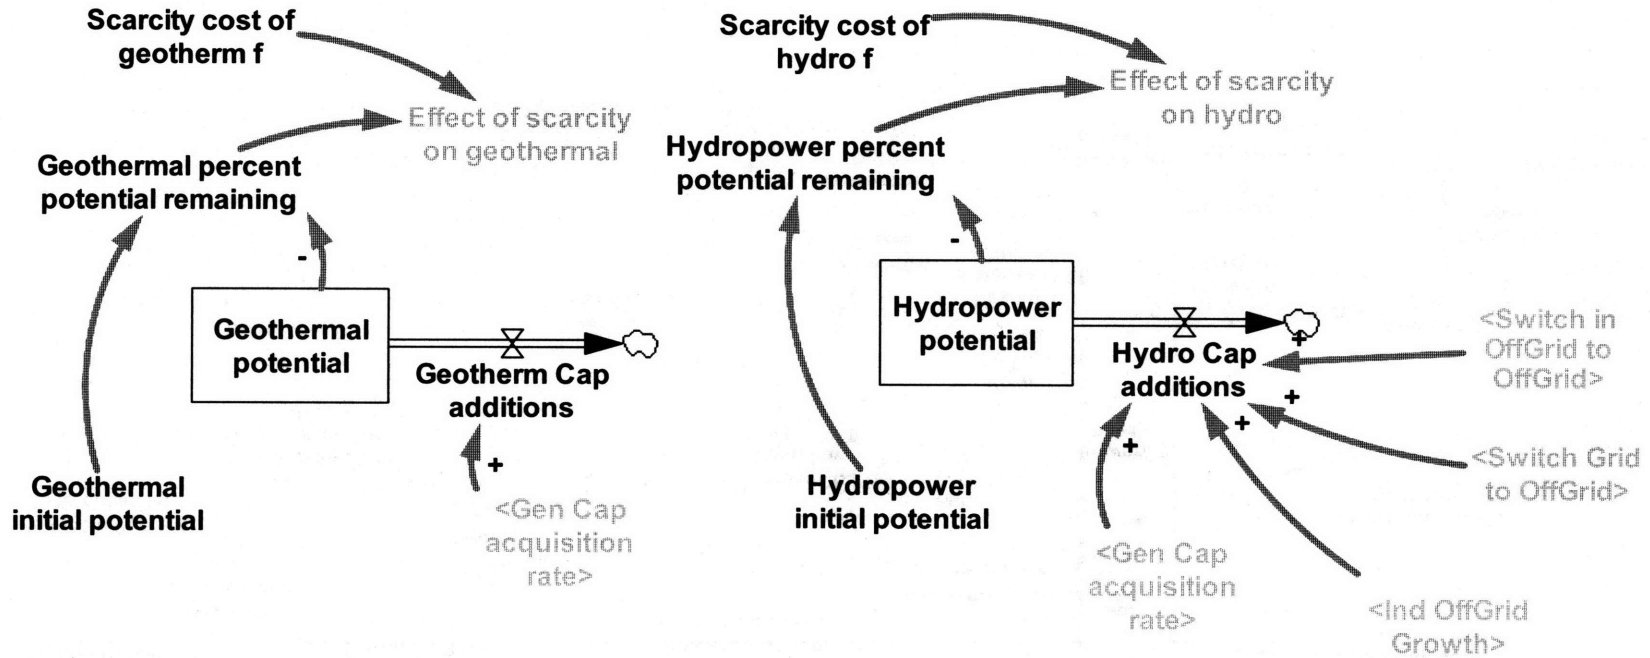 Scarcity cost of
geotherm f
Effect of scarcity
on geothermal
Geothermal percent
potential remaining
-
Geothermal
potential
Geotherm Cap
additions
+
Geothermal
initial potential
<Gen Cap
acquisition
rate>
Scarcity cost of
hydro f
Effect of scarcity
on hydro
Hydropower percent
potential remaining
-
Hydropower
potential
Hydro Cap
additions
+
+
+
+
<Switch in
OffGrid to
OffGrid>
<Switch Grid
to OffGrid>
Hydropower
initial potential
<Gen Cap
acquisition
rate>
<Ind OffGrid
Growth>